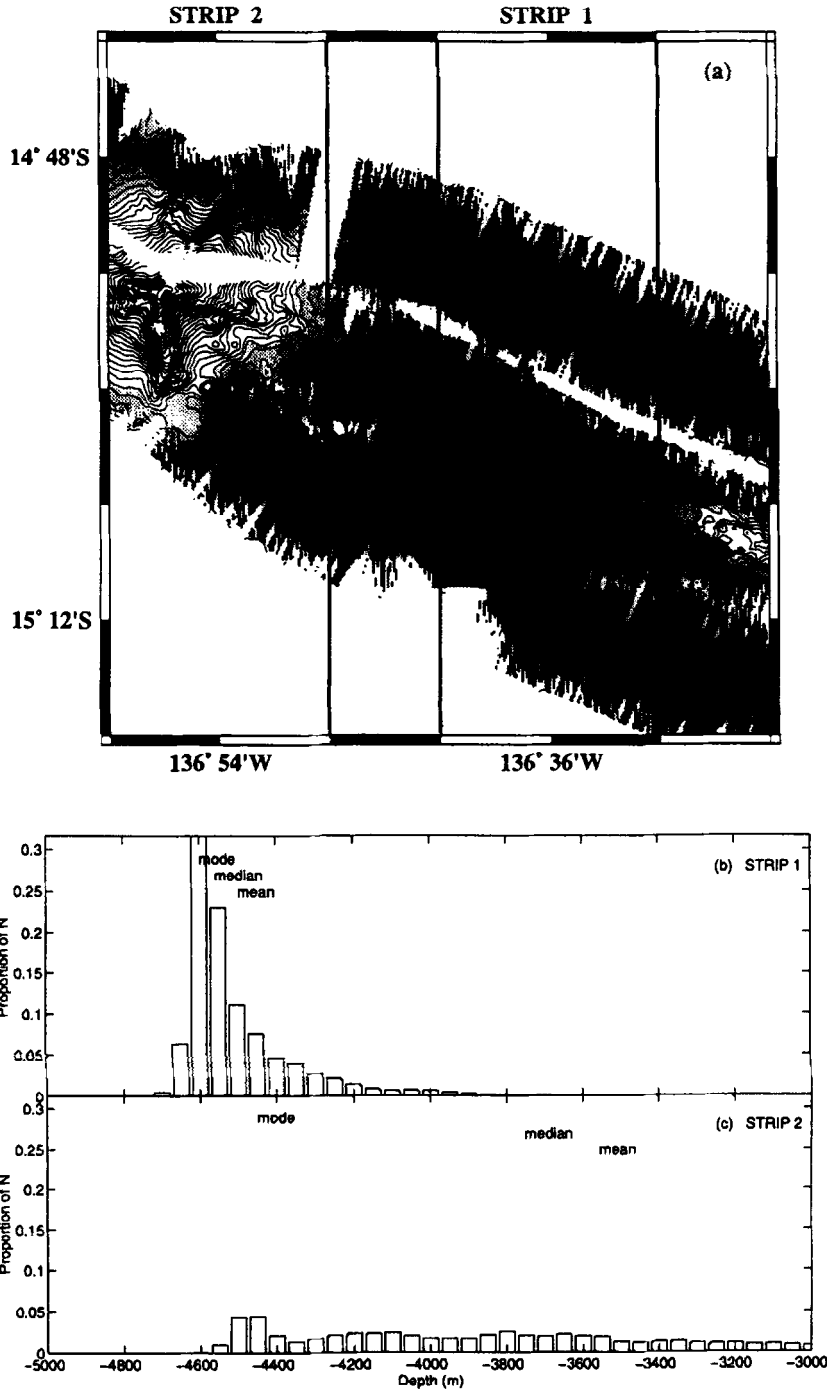 STRIP 2 STRIP 1
(a)
14° 48'S
15° 12'S
136° 54'W 136° 36'W
0.3
0.25
0.2
0.15
0.1
0.05
0
Proportion of N
mode
median
mean
(b) STRIP 1
0.3
0.25
0.2
0.15
0.1
0.05
0
Proportion of N
mode
median
mean
(c) STRIP 2
-5000 -4800 -4600 -4400 -4200 -4000 -3800 -3600 -3400 -3200 -3000
Depth (m)